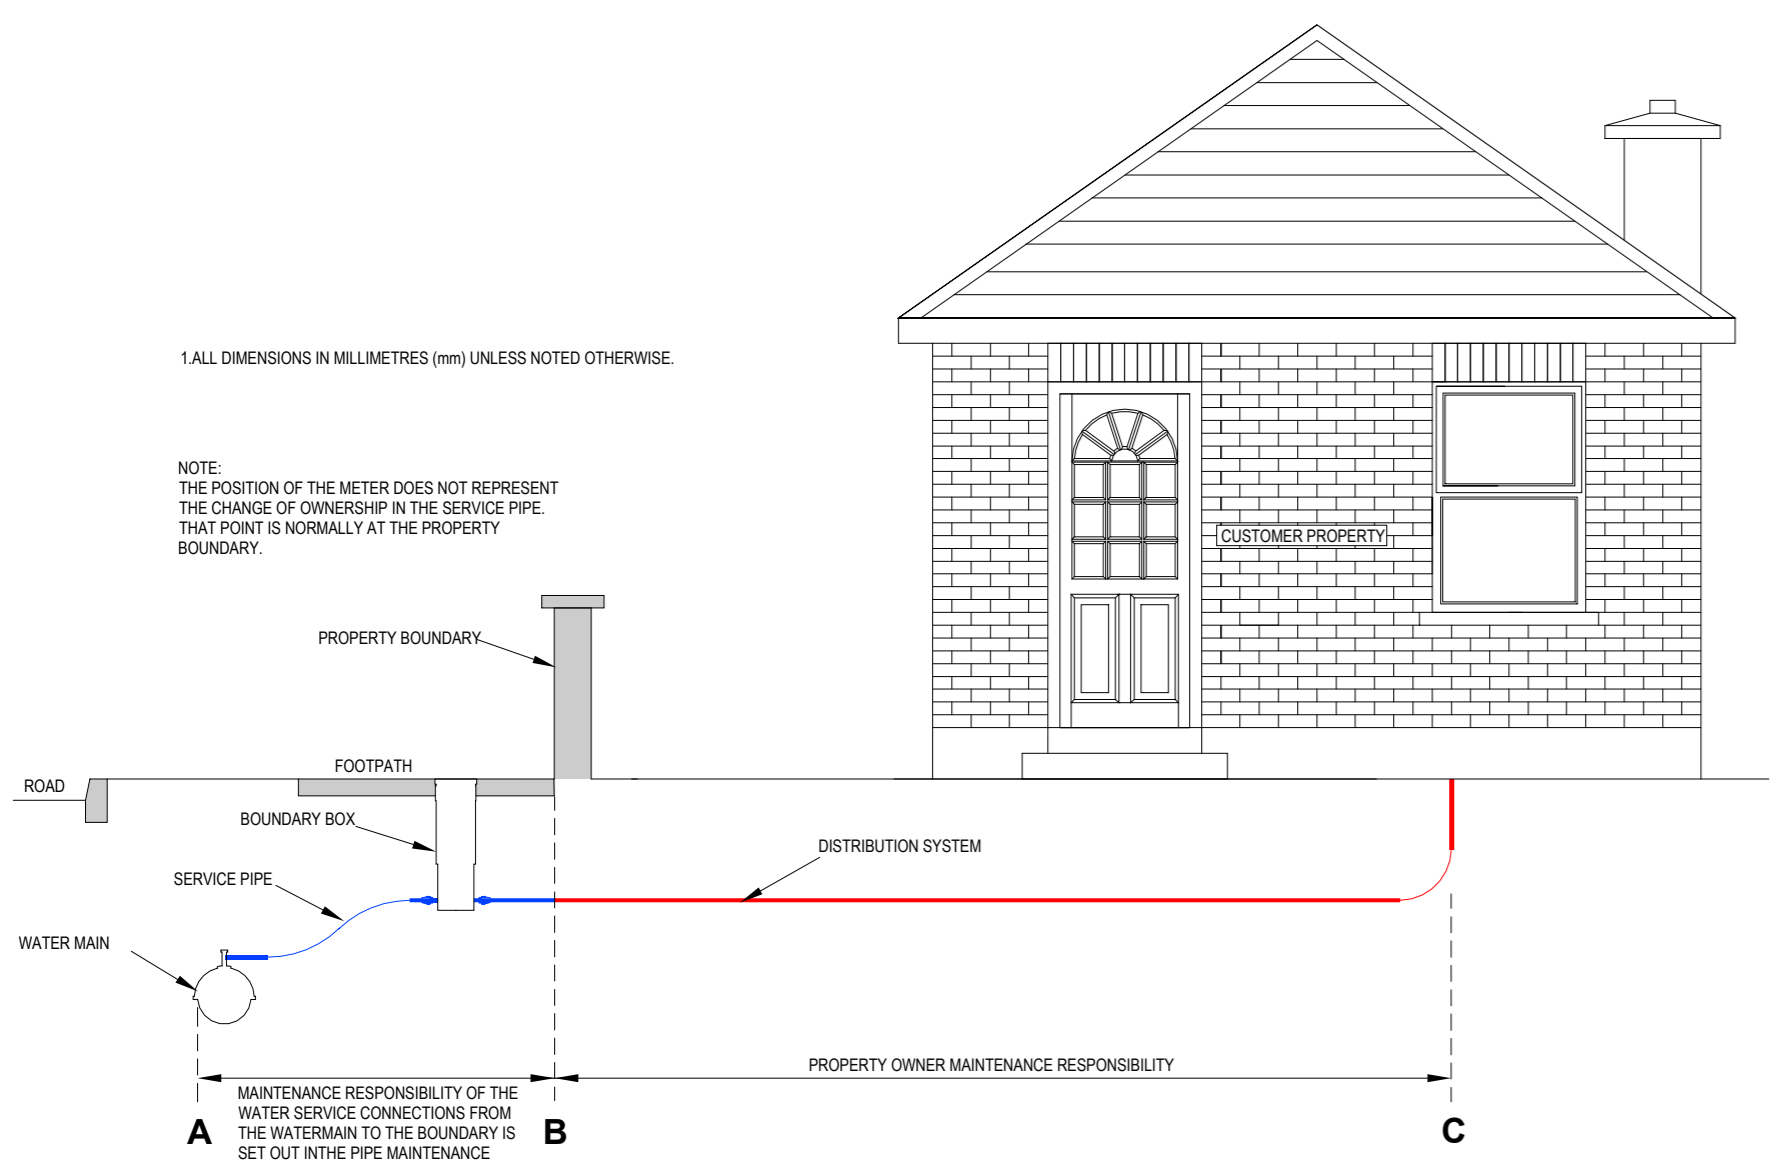 1.ALL DIMENSIONS IN MILLIMETRES (mm) UNLESS NOTED OTHERWISE.
NOTE:
THE POSITION OF THE METER DOES NOT REPRESENT
THE CHANGE OF OWNERSHIP IN THE SERVICE PIPE.
THAT POINT IS NORMALLY AT THE PROPERTY
BOUNDARY.
CUSTOMER PROPERTY
PROPERTY BOUNDARY
FOOTPATH
ROAD
BOUNDARY BOX
DISTRIBUTION SYSTEM
SERVICE PIPE
WATER MAIN
PROPERTY OWNER MAINTENANCE RESPONSIBILITY
MAINTENANCE RESPONSIBILITY OF THE
WATER SERVICE CONNECTIONS FROM
THE WATERMAIN TO THE BOUNDARY IS
SET OUT INTHE PIPE MAINTENANCE
A
B
C